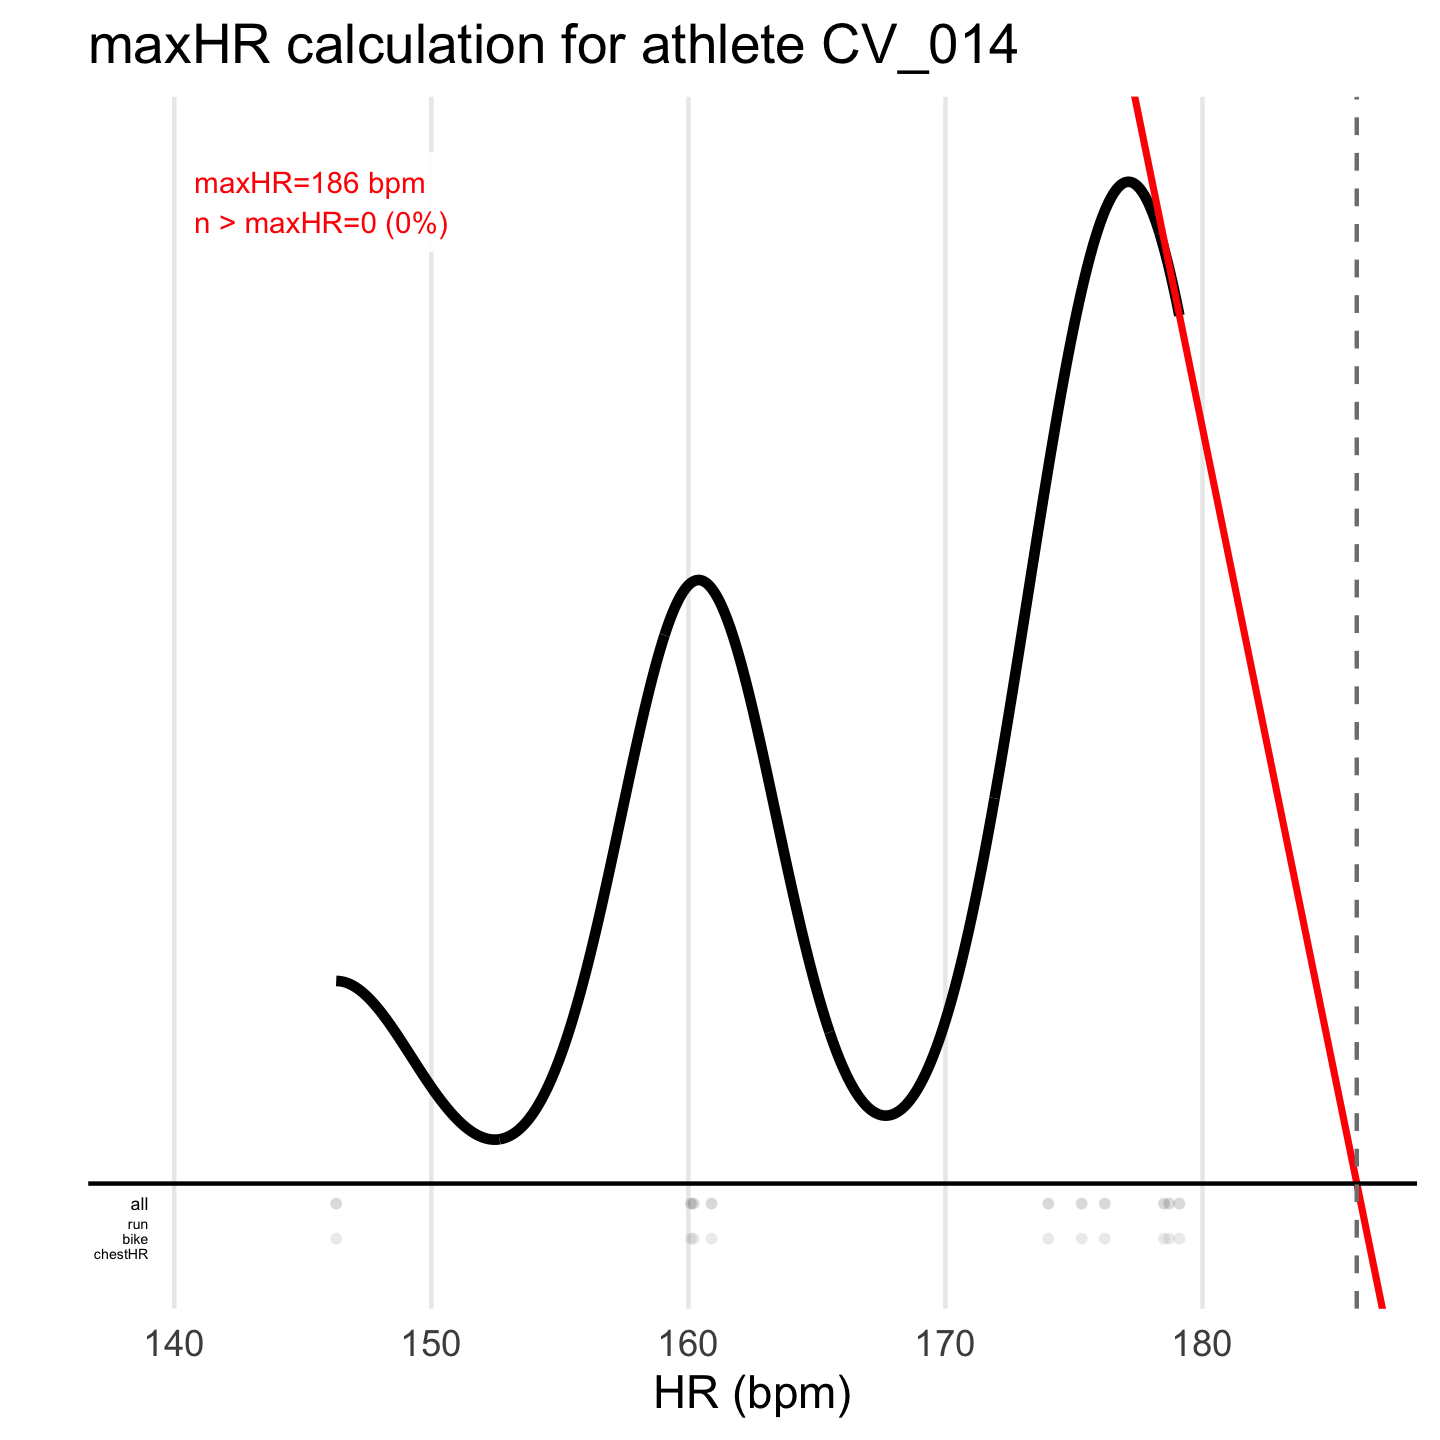 maxHR calculation for athlete CV_014
maxHR=186 bpm
n > maxHR=0 (0%)
all
run
bike
chestHR
140 150 160 170 180
HR (bpm)